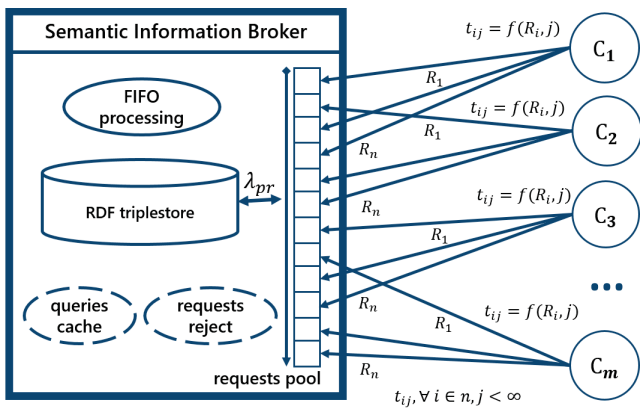 Semantic Information Broker
FIFO
processing
RDF triplestore
λ_pr
queries
cache
requests
reject
requests pool
t_ij = f(R_i, j)
C_1
R_1
R_n
t_ij = f(R_i, j)
C_2
R_1
R_n
t_ij = f(R_i, j)
C_3
R_1
R_n
...
t_ij = f(R_i, j)
C_m
R_1
R_n
t_ij, ∀ i ∈ n, j < ∞